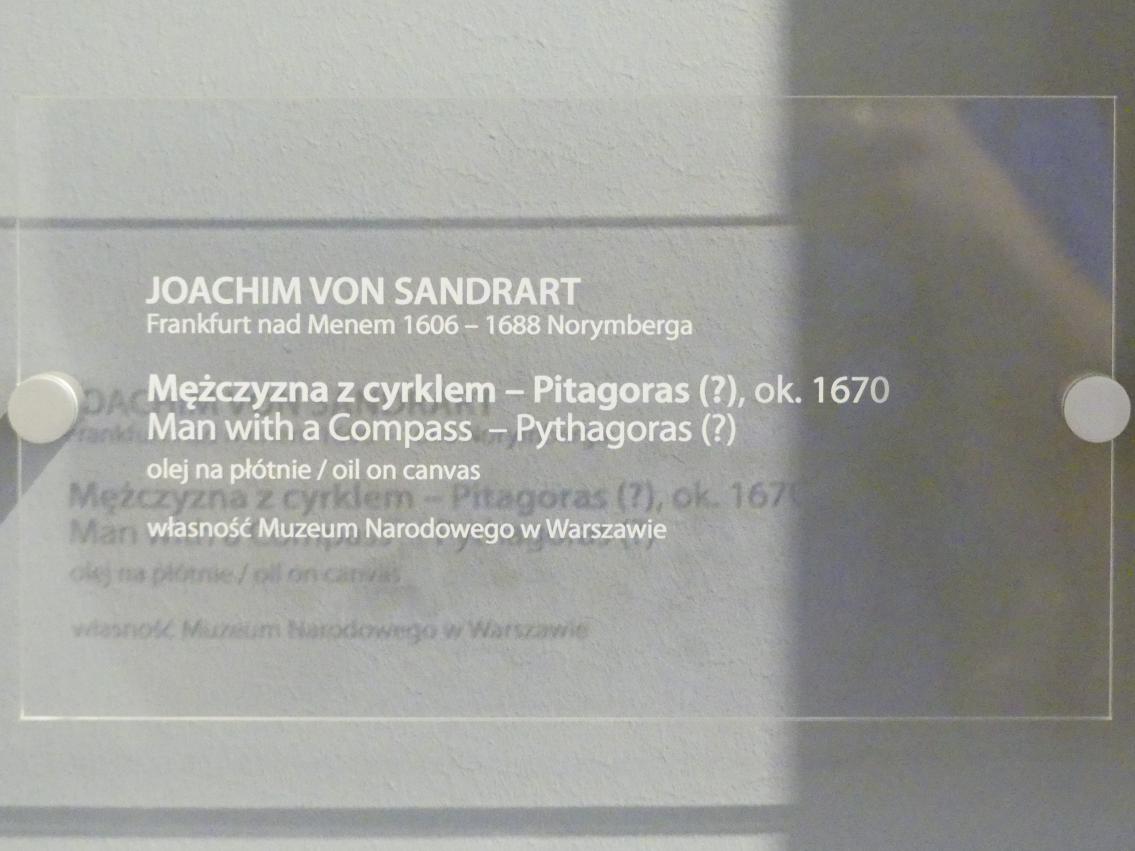 JOACHIM VON SANDRART
Frankfurt nad Menem 1606 – 1688 Norymberga
Mężczyzna z cyrklem – Pitagoras (?), ok. 1670
Man with a Compass – Pythagoras (?)
olej na płótnie / oil on canvas
własność Muzeum Narodowego w Warszawie